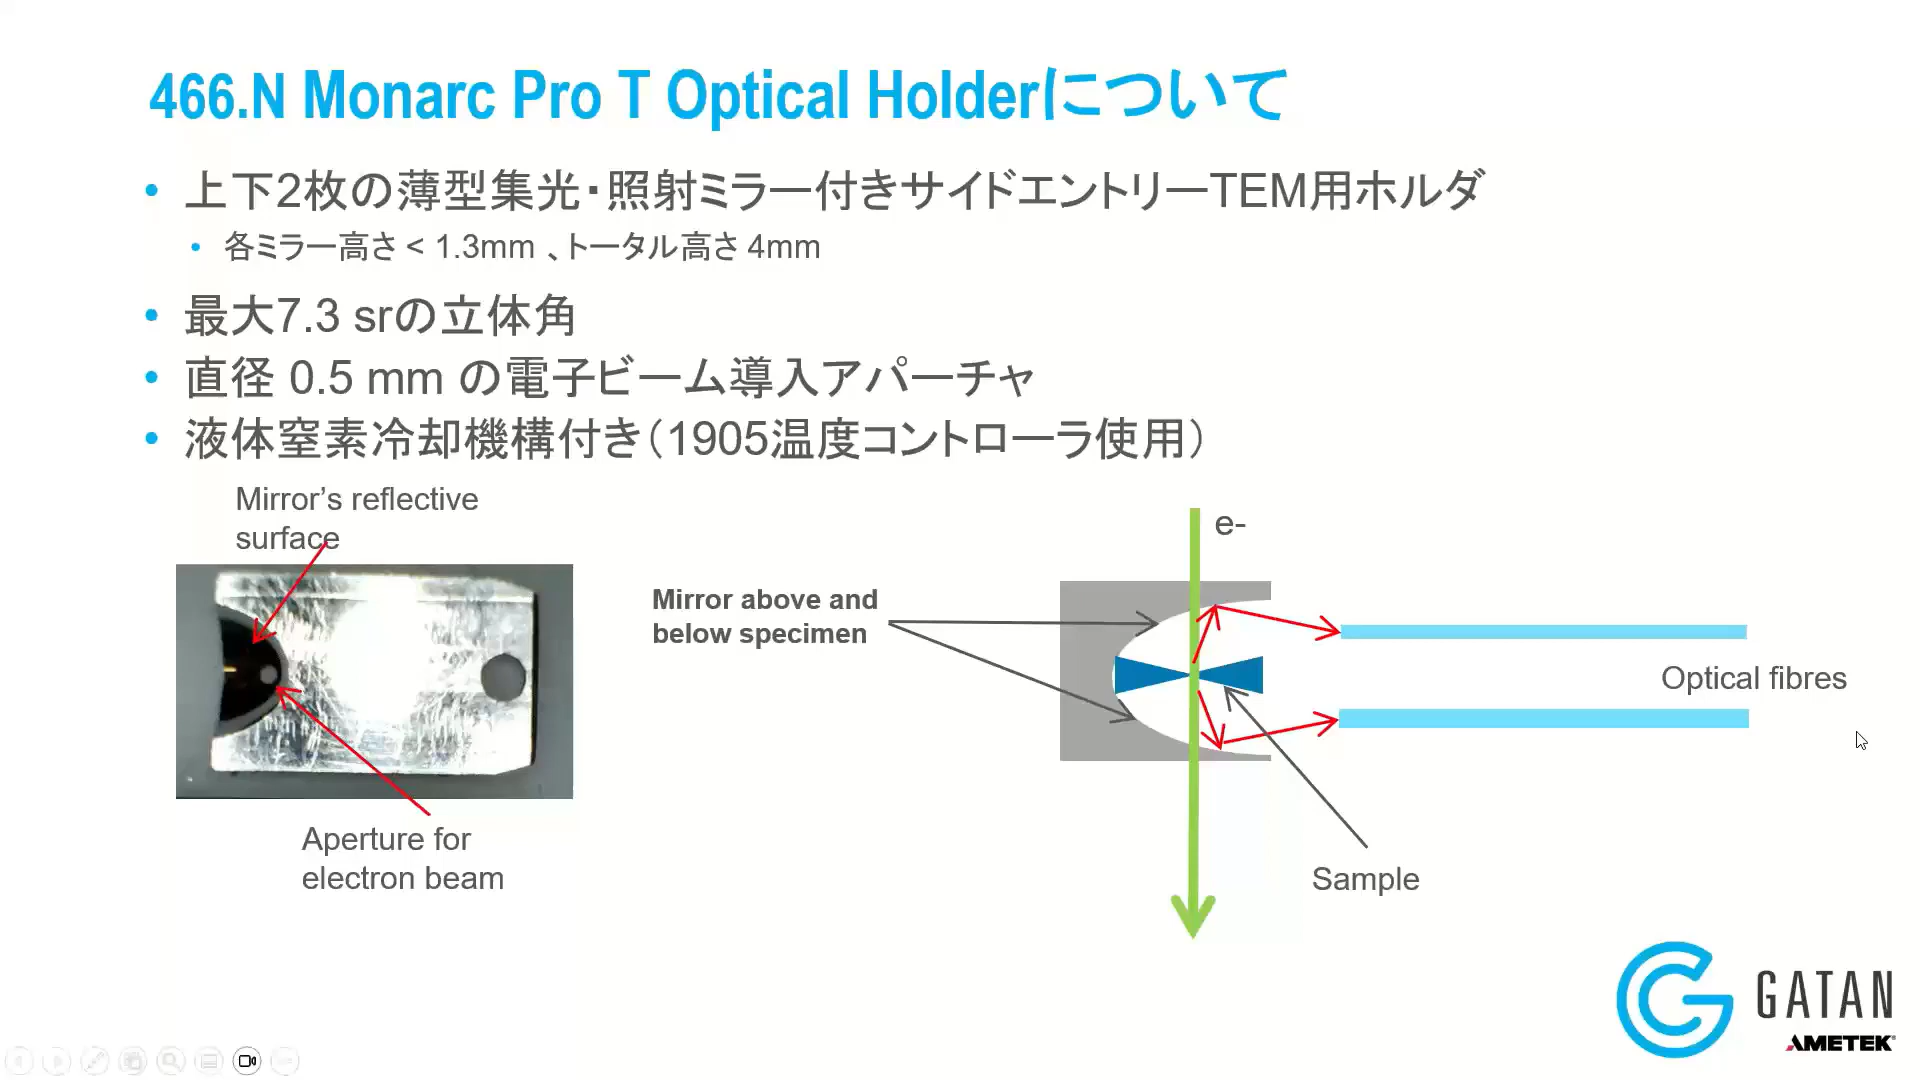 466.N Monarc Pro T Optical Holderについて
• 上下2枚の薄型集光・照射ミラー付きサイドエントリーTEM用ホルダ
• 各ミラー高さ < 1.3mm 、トータル高さ 4mm
• 最大7.3 srの立体角
• 直径 0.5 mm の電子ビーム導入アパーチャ
• 液体窒素冷却機構付き（1905温度コントローラ使用）
Mirror’s reflective
surface
Aperture for
electron beam
Mirror above and
below specimen
e-
Optical fibres
Sample
GATAN
AMETEK®